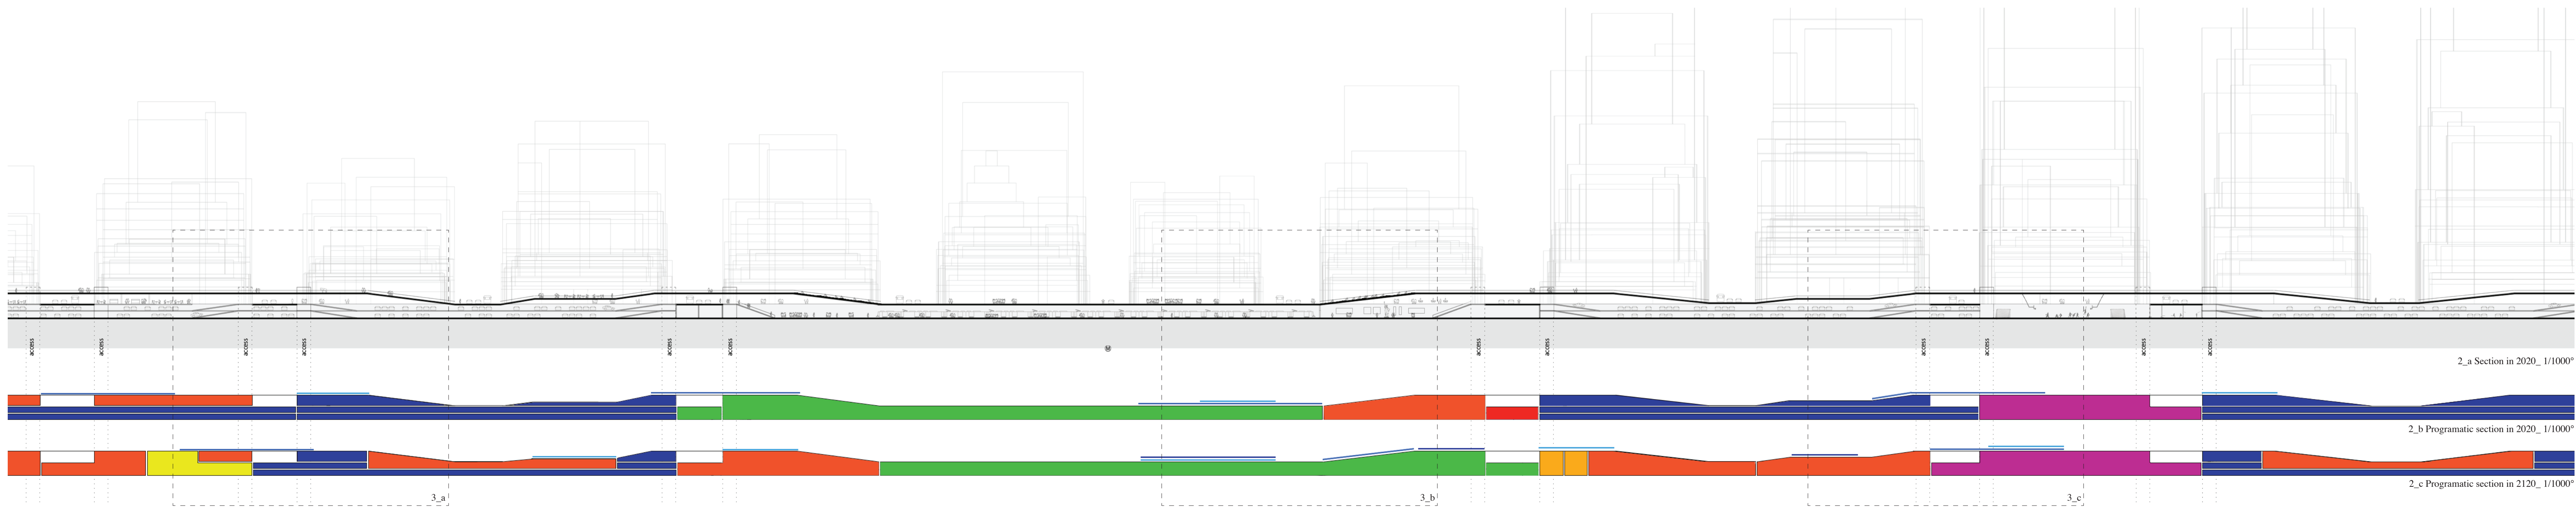 access
access
access
access
access
access
access
access
access
access
access
access
2_a Section in 2020_ 1/1000°
2_b Programatic section in 2020_ 1/1000°
2_c Programatic section in 2120_ 1/1000°
3_a
3_b
3_c